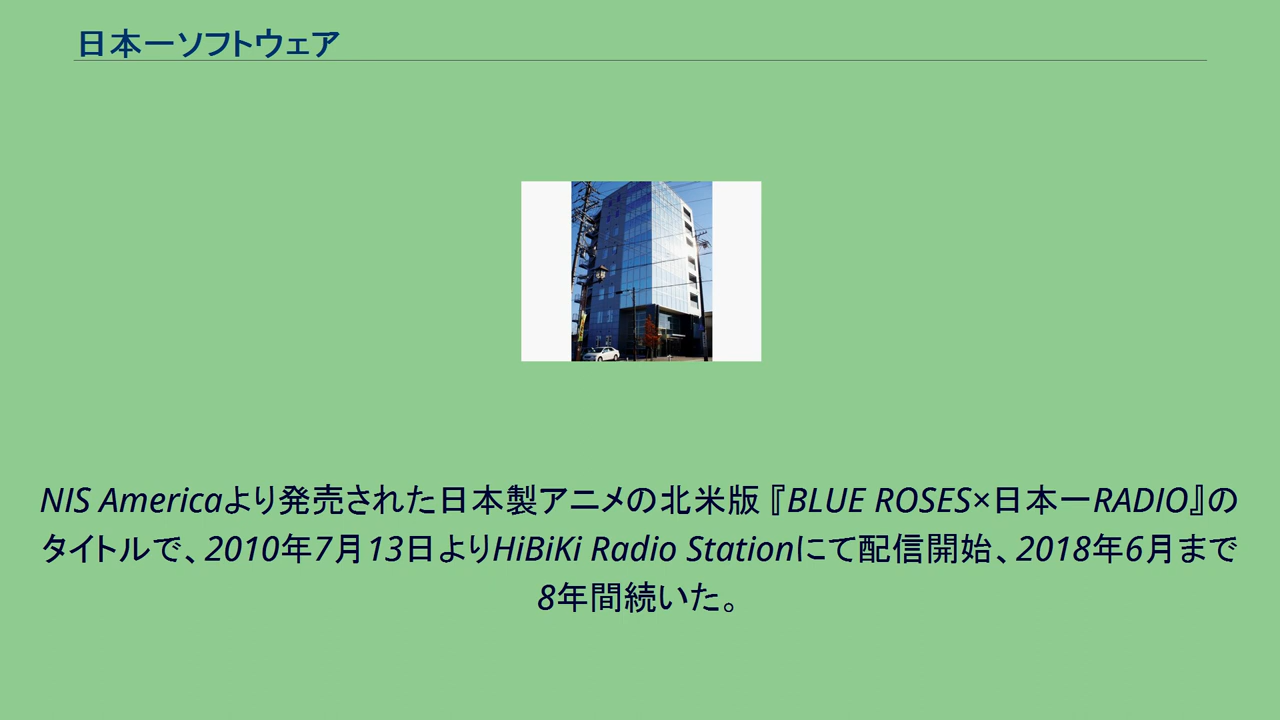 日本一ソフトウェア
NIS Americaより発売された日本製アニメの北米版『BLUE ROSES×日本一RADIO』の
タイトルで、2010年7月13日よりHiBiKi Radio Stationにて配信開始、2018年6月まで
8年間続いた。